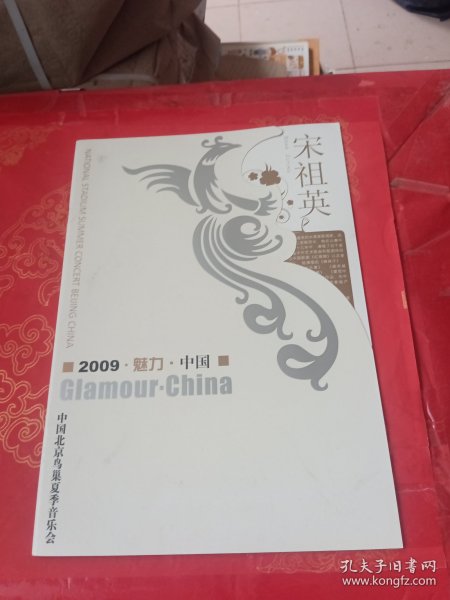 宋祖英
NATIONAL STADIUM SUMMER CONCERT BEIJING CHINA
2009·魅力·中国
Glamour·China
中国北京鸟巢夏季音乐会
孔夫子旧书网
www.kongfz.com